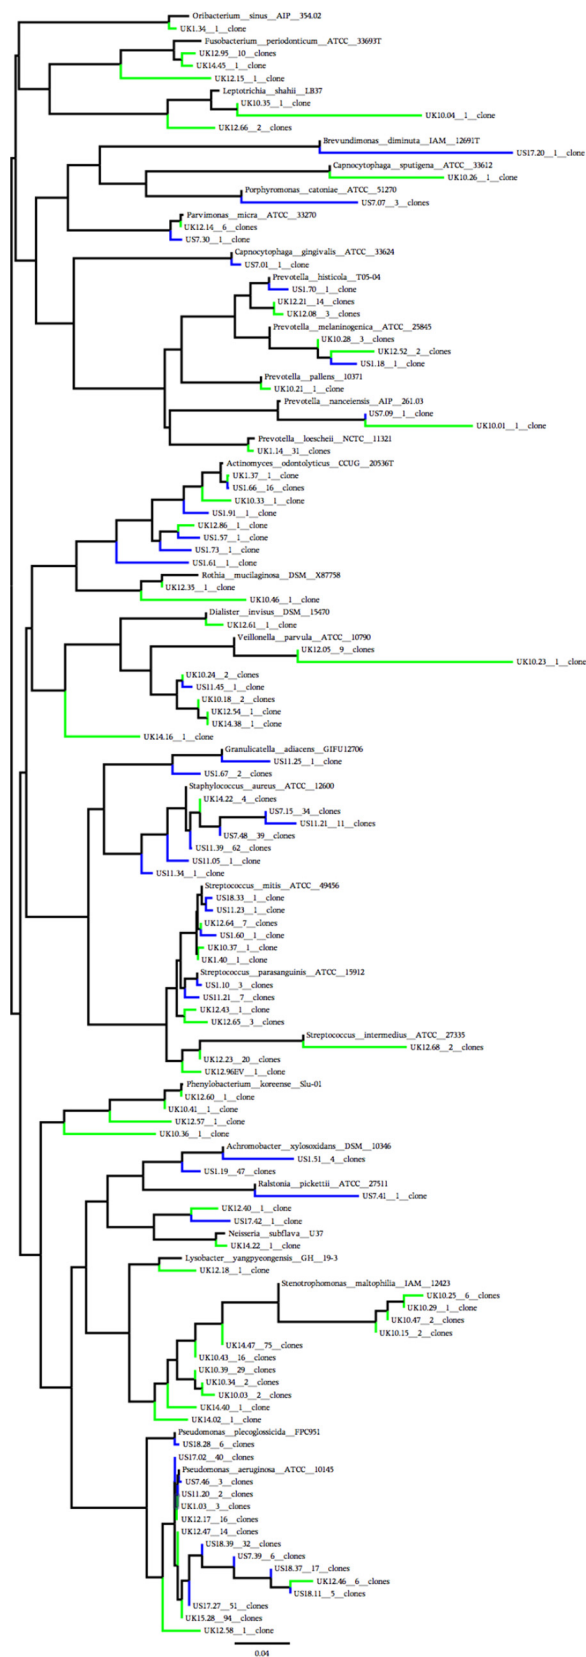 Oribacterium__sinus__AIP__354.02
UK1.34__1__clone
Fusobacterium__periodonticum__ATCC__33693T
UK12.95__10__clones
UK14.45__1__clone
UK12.15__1__clone
Leptotrichia__shahii__LB37
UK10.35__1__clone
UK10.04__1__clone
UK12.66__2__clones
Brevundimonas__diminuta__IAM__12691T
US17.20__1__clone
Capnocytophaga__sputigena__ATCC__33612
UK10.26__1__clone
Porphyromonas__catoniae__ATCC__51270
US7.07__3__clones
Parvimonas__micra__ATCC__33270
UK12.14__6__clones
US7.30__1__clone
Capnocytophaga__gingivalis__ATCC__33624
US7.01__1__clone
Prevotella__histicola__T05-04
US1.70__1__clone
UK12.21__14__clones
UK12.08__3__clones
Prevotella__melaninogenica__ATCC__25845
UK10.28__3__clones
UK12.52__2__clones
US1.18__1__clone
Prevotella__pallens__10371
UK10.21__1__clone
Prevotella__nanceiensis__AIP__261.03
US7.09__1__clone
UK10.01__1__clone
Prevotella__loescheii__NCTC__11321
UK1.14__31__clones
Actinomyces__odontolyticus__CCUG__20536T
UK1.37__1__clone
US1.66__16__clones
UK10.33__1__clone
US1.91__1__clone
UK12.86__1__clone
US1.57__1__clone
US1.73__1__clone
US1.61__1__clone
Rothia__mucilaginosa__DSM__X87758
UK12.35__1__clone
UK10.46__1__clone
Dialister__invisus__DSM__15470
UK12.61__1__clone
Veillonella__parvula__ATCC__10790
UK12.05__9__clones
UK10.23__1__clone
UK10.24__2__clones
US11.45__1__clone
UK10.18__2__clones
UK12.54__1__clone
UK14.38__1__clone
UK14.16__1__clone
Granulicatella__adiacens__GIFU12706
US11.25__1__clone
US1.67__2__clones
Staphylococcus__aureus__ATCC__12600
UK14.22__4__clones
US7.15__34__clones
US11.21__11__clones
US7.48__39__clones
US11.39__62__clones
US11.05__1__clone
US11.34__1__clone
Streptococcus__mitis__ATCC__49456
US18.33__1__clone
US11.23__1__clone
UK12.64__7__clones
US1.60__1__clone
UK10.37__1__clone
UK1.40__1__clone
Streptococcus__parasanguinis__ATCC__15912
US1.10__3__clones
US11.21__7__clones
UK12.43__1__clone
UK12.65__3__clones
Streptococcus__intermedius__ATCC__27335
UK12.68__2__clones
UK12.23__20__clones
UK12.96EV__1__clone
Phenylobacterium__koreense__Slu-01
UK12.60__1__clone
UK10.41__1__clone
UK12.57__1__clone
UK10.36__1__clone
Achromobacter__xylosoxidans__DSM__10346
US1.51__4__clones
US1.19__47__clones
Ralstonia__pickettii__ATCC__27511
US7.41__1__clone
UK12.40__1__clone
US17.42__1__clone
Neisseria__subflava__U37
UK14.22__1__clone
Lysobacter__yangpyeongensis__GH__19-3
UK12.18__1__clone
Stenotrophomonas__maltophilia__IAM__12423
UK10.25__6__clones
UK10.29__1__clone
UK10.47__2__clones
UK10.15__2__clones
UK14.47__75__clones
UK10.43__16__clones
UK10.39__29__clones
UK10.34__2__clones
UK10.03__2__clones
UK14.40__1__clone
UK14.02__1__clone
Pseudomonas__plecoglossicida__FPC951
US18.28__6__clones
US17.02__40__clones
Pseudomonas__aeruginosa__ATCC__10145
US7.46__3__clones
US11.20__2__clones
UK1.03__3__clones
UK12.17__16__clones
UK12.47__14__clones
US18.39__32__clones
US7.39__6__clones
US18.37__17__clones
UK12.46__6__clones
US18.11__5__clones
US17.27__51__clones
UK15.28__94__clones
UK12.58__1__clone
0.04